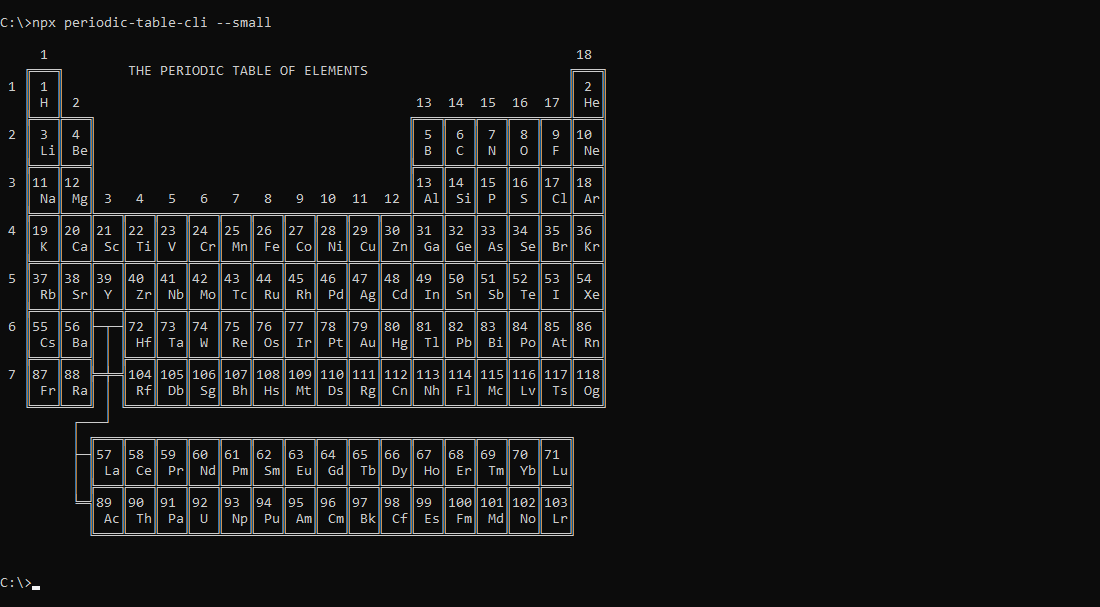 C:\>npx periodic-table-cli --small
1 18
THE PERIODIC TABLE OF ELEMENTS
1 1 2
H 2 13 14 15 16 17 He
2 3 4 5 6 7 8 9 10
Li Be B C N O F Ne
3 11 12 13 14 15 16 17 18
Na Mg 3 4 5 6 7 8 9 10 11 12 Al Si P S Cl Ar
4 19 20 21 22 23 24 25 26 27 28 29 30 31 32 33 34 35 36
K Ca Sc Ti V Cr Mn Fe Co Ni Cu Zn Ga Ge As Se Br Kr
5 37 38 39 40 41 42 43 44 45 46 47 48 49 50 51 52 53 54
Rb Sr Y Zr Nb Mo Tc Ru Rh Pd Ag Cd In Sn Sb Te I Xe
6 55 56 72 73 74 75 76 77 78 79 80 81 82 83 84 85 86
Cs Ba Hf Ta W Re Os Ir Pt Au Hg Tl Pb Bi Po At Rn
7 87 88 104 105 106 107 108 109 110 111 112 113 114 115 116 117 118
Fr Ra Rf Db Sg Bh Hs Mt Ds Rg Cn Nh Fl Mc Lv Ts Og
57 58 59 60 61 62 63 64 65 66 67 68 69 70 71
La Ce Pr Nd Pm Sm Eu Gd Tb Dy Ho Er Tm Yb Lu
89 90 91 92 93 94 95 96 97 98 99 100 101 102 103
Ac Th Pa U Np Pu Am Cm Bk Cf Es Fm Md No Lr
C:\>